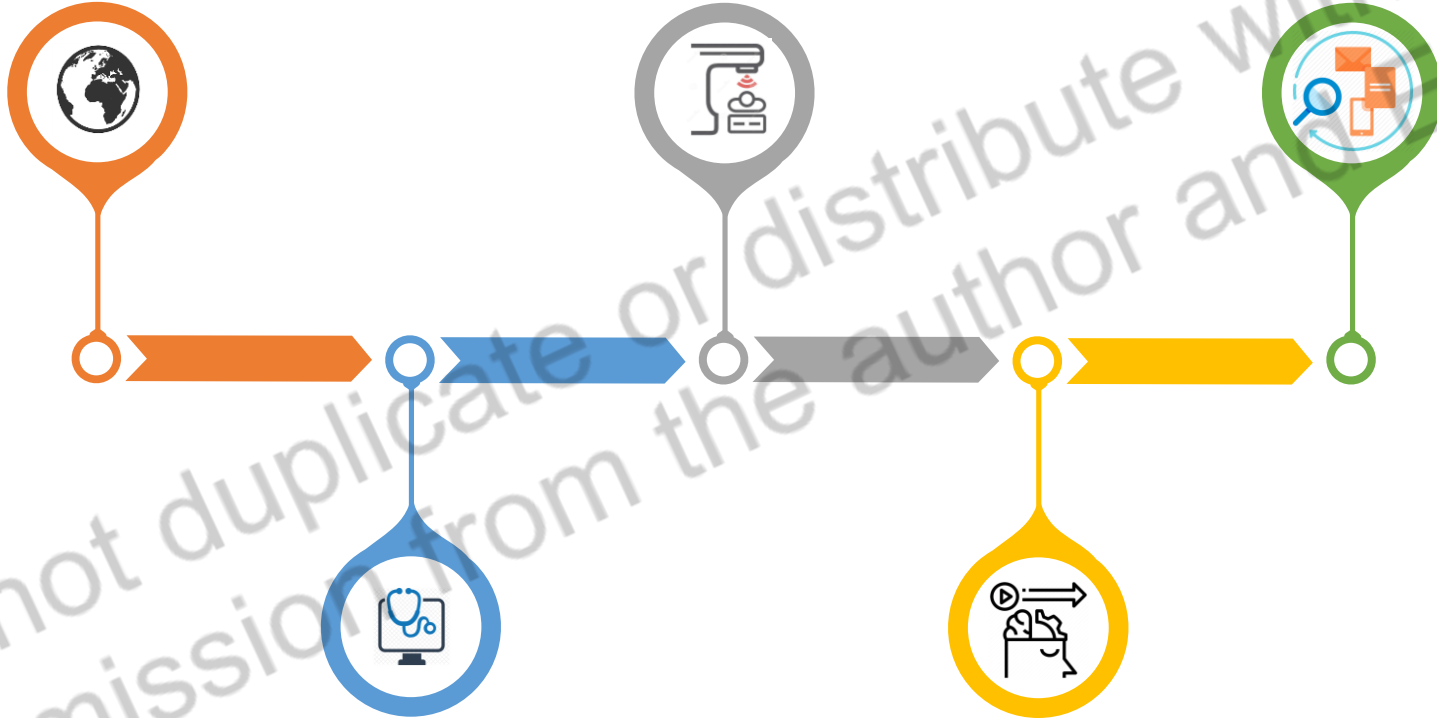 not duplicate or distribute
mission from the author and